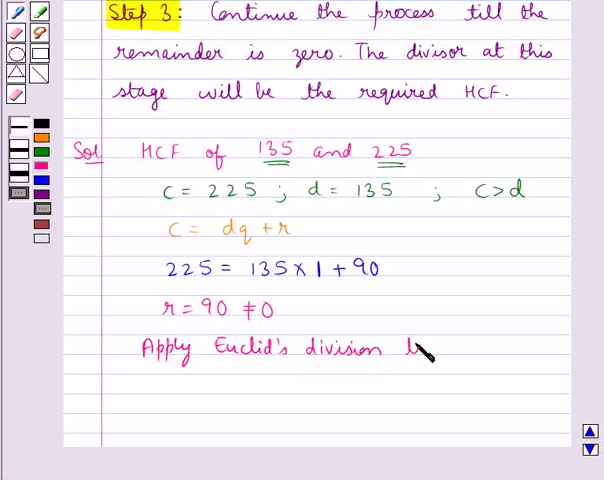 Step 3: Continue the process till the
remainder is zero. The divisor at this
stage will be the required HCF.
Sol HCF of 135 and 225
c = 225 ; d = 135 ; c>d
c = dq + r
225 = 135 × 1 + 90
r = 90 ≠ 0
Apply Euclid's division